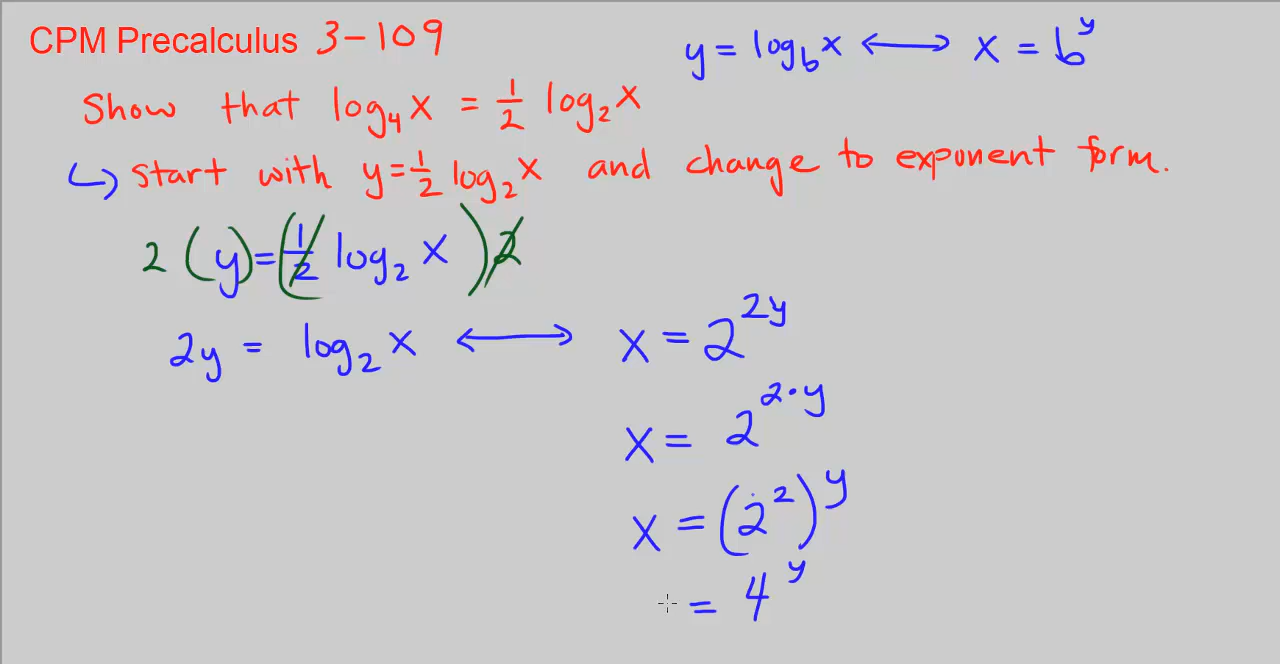 CPM Precalculus 3-109
y = log_b x ⟷ x = b^y
Show that log_4 x = 1/2 log_2 x
↳ start with y = 1/2 log_2 x and change to exponent form.
2 (y) = (1/2 log_2 x) 2
2y = log_2 x ⟷ x = 2^{2y}
x = 2^{2·y}
x = (2^2)^y
= 4^y